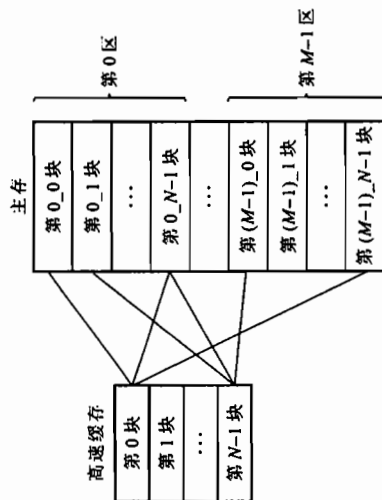 主存
第0_0块
第0_1块
…
第0_N−1块
…
第(M−1)_0块
第(M−1)_1块
…
第(M−1)_N−1块
第0区
第M−1区
高速缓存
第0块
第1块
…
第N−1块